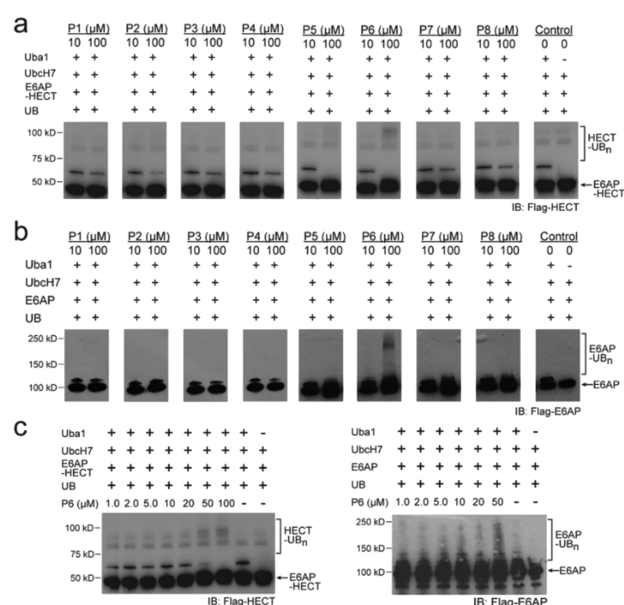 a
P1 (µM) P2 (µM) P3 (µM) P4 (µM) P5 (µM) P6 (µM) P7 (µM) P8 (µM) Control
10 100 10 100 10 100 10 100 10 100 10 100 10 100 10 100 0 0
Uba1 + + + + + + + + + + + + + + + + + -
UbcH7 + + + + + + + + + + + + + + + + + +
E6AP
-HECT + + + + + + + + + + + + + + + + + +
UB + + + + + + + + + + + + + + + + + +
100 kD
75 kD
50 kD
HECT
-UBn
E6AP
-HECT
IB: Flag-HECT
b
P1 (µM) P2 (µM) P3 (µM) P4 (µM) P5 (µM) P6 (µM) P7 (µM) P8 (µM) Control
10 100 10 100 10 100 10 100 10 100 10 100 10 100 10 100 0 0
Uba1 + + + + + + + + + + + + + + + + + -
UbcH7 + + + + + + + + + + + + + + + + + +
E6AP + + + + + + + + + + + + + + + + + +
UB + + + + + + + + + + + + + + + + + +
250 kD
150 kD
100 kD
E6AP
-UBn
E6AP
IB: Flag-E6AP
c
Uba1 + + + + + + + + -
UbcH7 + + + + + + + + +
E6AP
-HECT + + + + + + + + +
UB + + + + + + + + +
P6 (µM) 1.0 2.0 5.0 10 20 50 100 - -
100 kD
75 kD
50 kD
HECT
-UBn
E6AP
-HECT
IB: Flag-HECT
Uba1 + + + + + + + -
UbcH7 + + + + + + + +
E6AP + + + + + + + +
UB + + + + + + + +
P6 (µM) 1.0 2.0 5.0 10 20 50 - -
250 kD
150 kD
100 kD
E6AP
-UBn
E6AP
IB: Flag-E6AP